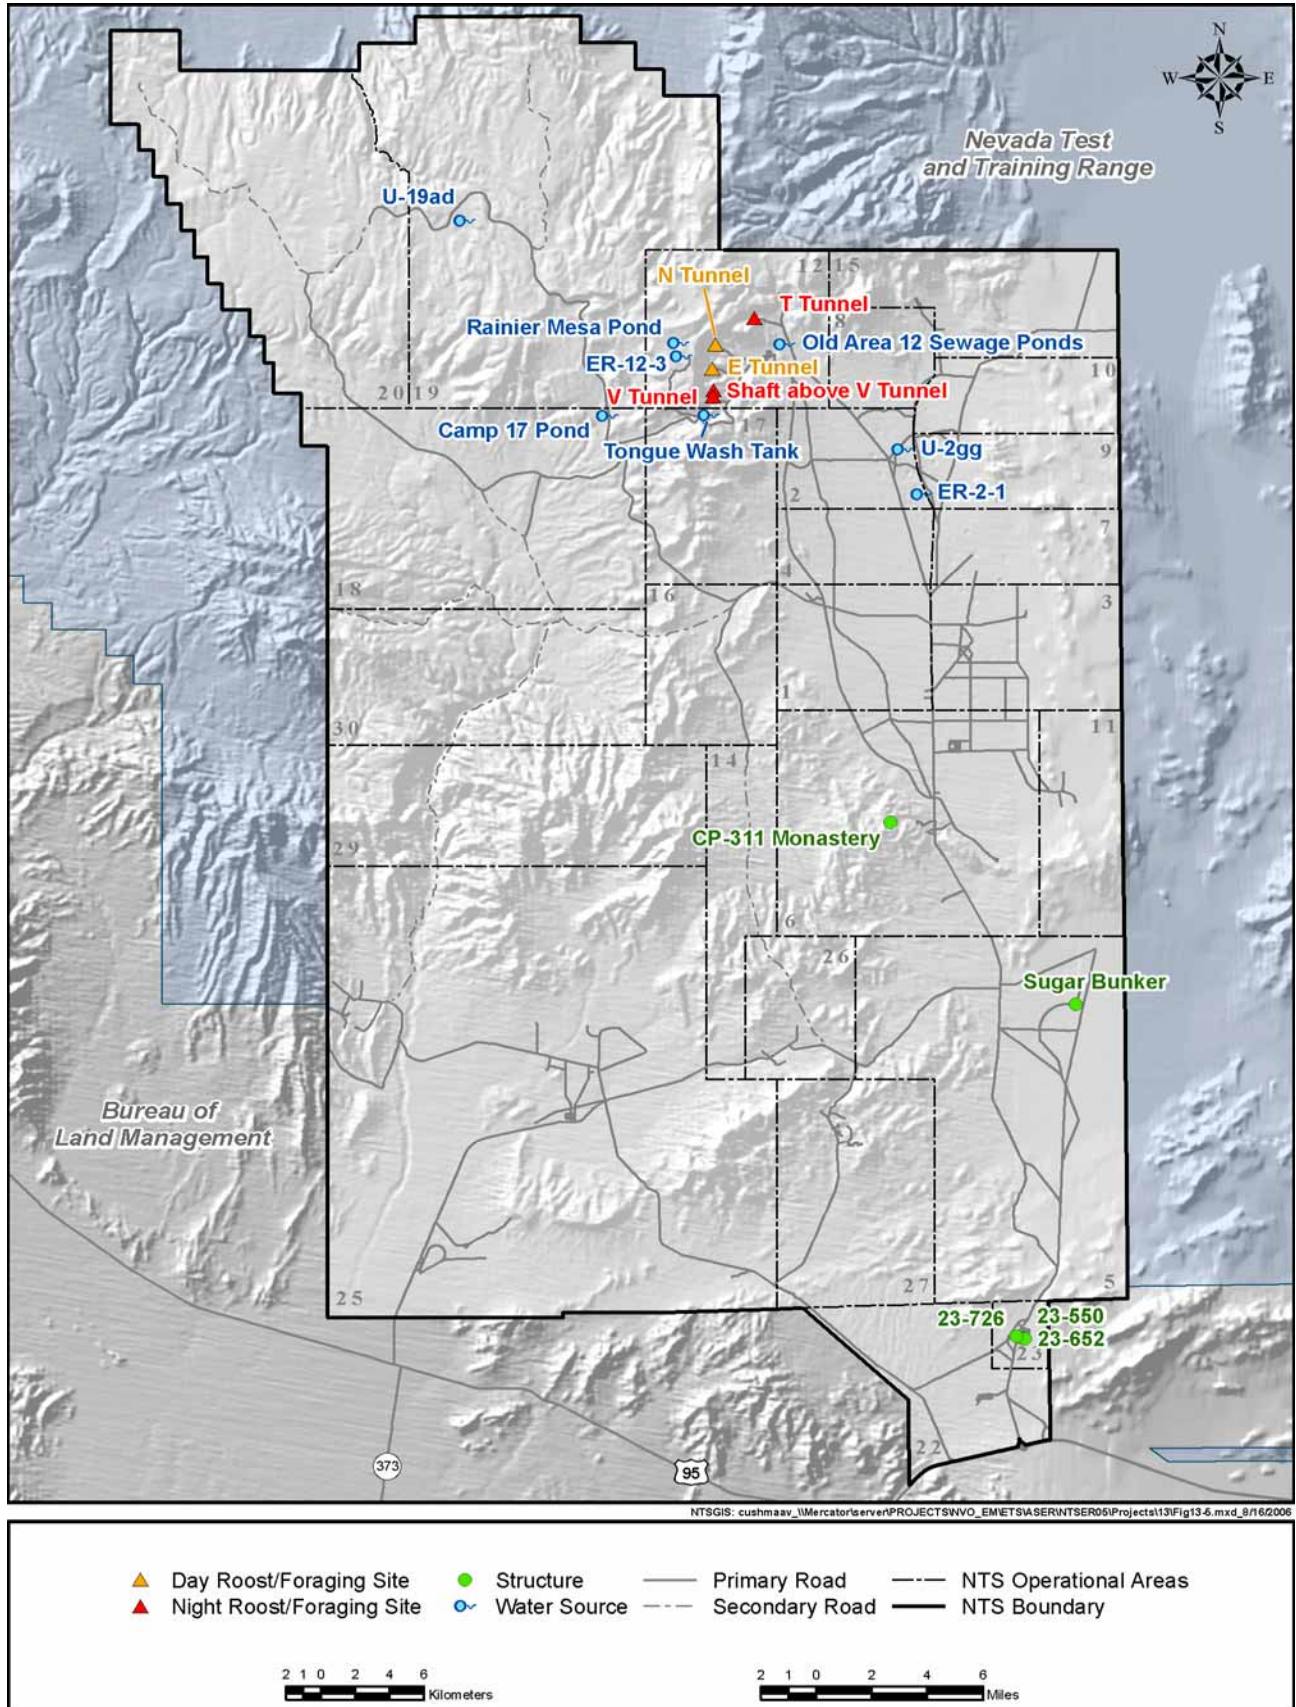 N
W E
S
Nevada Test
and Training Range
U-19ad
N Tunnel
12 15
T Tunnel
8
Rainier Mesa Pond
Old Area 12 Sewage Ponds
ER-12-3
E Tunnel
10
20 19
V Tunnel
Shaft above V Tunnel
Camp 17 Pond
17
Tongue Wash Tank
U-2gg
9
2
ER-2-1
7
4
18
16
3
1
30
14
11
CP-311 Monastery
29
6
26
Sugar Bunker
Bureau of
Land Management
25
27
5
23-726
23-550
23-652
23
22
373
95
NTSGIS: cushmaav_\\Mercator\server\PROJECTS\NVO_EM\ETS\ASER\NTSER05\Projects\13\Fig13-5.mxd_8/16/2006
Day Roost/Foraging Site
Structure
Primary Road
NTS Operational Areas
Night Roost/Foraging Site
Water Source
Secondary Road
NTS Boundary
2 1 0 2 4 6
Kilometers
2 1 0 2 4 6
Miles